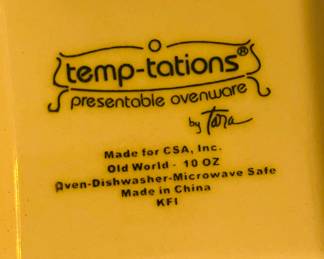 temp-tations®
presentable ovenware
by Tara
Made for CSA, Inc.
Old World - 10 OZ
Oven-Dishwasher-Microwave Safe
Made in China
KFI